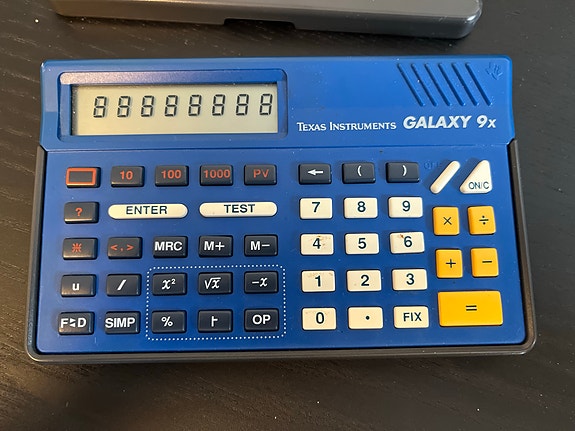 88888888
TEXAS INSTRUMENTS GALAXY 9x
10 100 1000 PV ← ( )
ON/C
? ENTER TEST 7 8 9 × ÷
<.> MRC M+ M− 4 5 6
u / x² √x −x 1 2 3 + −
F⇆D SIMP % ⊦ OP 0 . FIX =